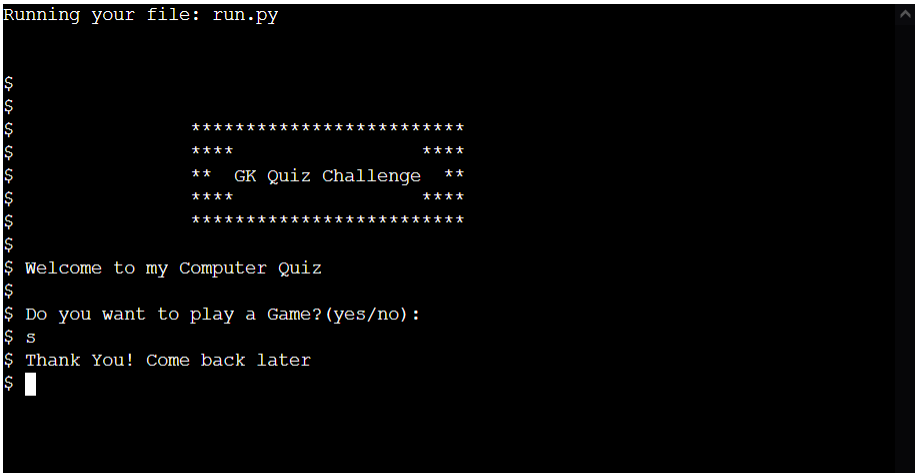 Running your file: run.py
$
$
$ *************************
$ **** ****
$ ** GK Quiz Challenge **
$ **** ****
$ *************************
$
$ Welcome to my Computer Quiz
$
$ Do you want to play a Game?(yes/no):
$ s
$ Thank You! Come back later
$